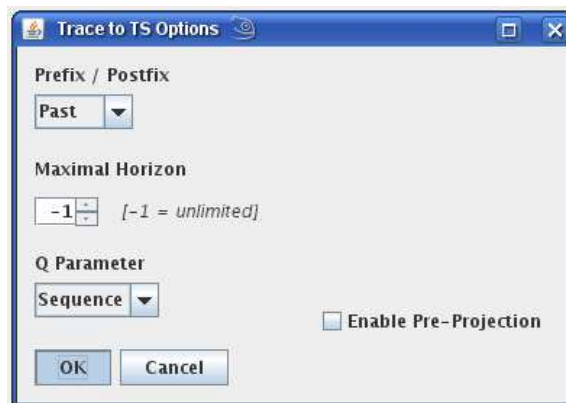 Trace to TS Options
Prefix / Postfix
Past
Maximal Horizon
-1 [-1 = unlimited]
Q Parameter
Sequence
Enable Pre-Projection
OK Cancel